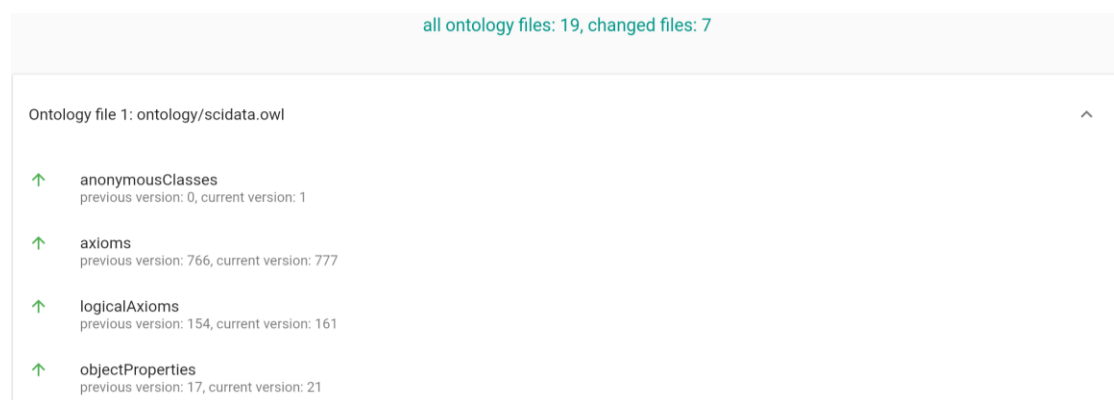 all ontology files: 19, changed files: 7
Ontology file 1: ontology/scidata.owl
anonymousClasses
previous version: 0, current version: 1
axioms
previous version: 766, current version: 777
logicalAxioms
previous version: 154, current version: 161
objectProperties
previous version: 17, current version: 21